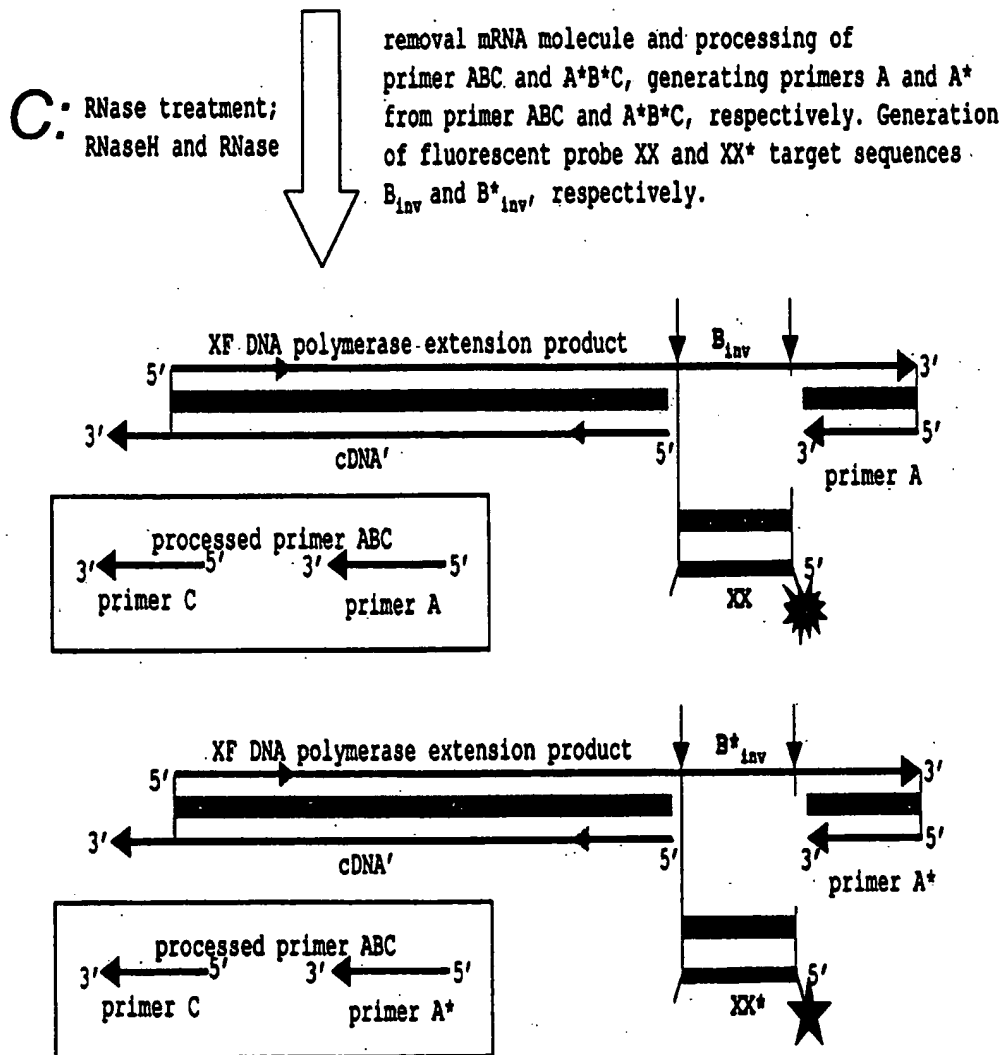 removal mRNA molecule and processing of
primer ABC and A*B*C, generating primers A and A*
from primer ABC and A*B*C, respectively. Generation
of fluorescent probe XX and XX* target sequences
B_inv and B*_inv, respectively.
C: RNase treatment;
RNaseH and RNase
XF DNA polymerase extension product
B_inv
5'
3'
3'
cDNA'
5'
3'
5'
primer A
processed primer ABC
3'
5'
3'
5'
primer C
primer A
5'
XX
XF DNA polymerase extension product
B*_inv
5'
3'
3'
cDNA'
5'
3'
5'
primer A*
processed primer ABC
3'
5'
3'
5'
primer C
primer A*
5'
XX*